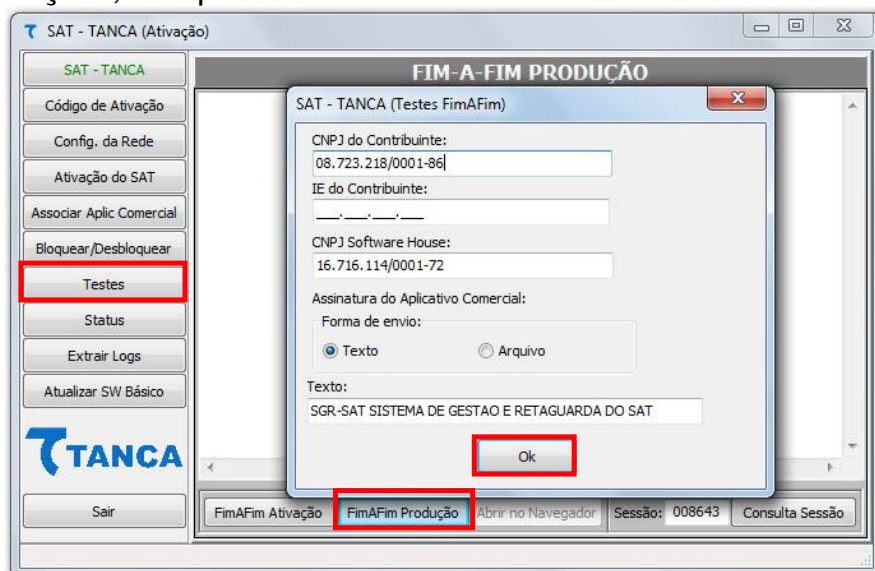 SAT - TANCA (Ativação)
SAT - TANCA
Código de Ativação
Config. da Rede
Ativação do SAT
Associar Aplic Comercial
Bloquear/Desbloquear
Testes
Status
Extrair Logs
Atualizar SW Básico
TANCA
Sair
FIM-A-FIM PRODUÇÃO
SAT - TANCA (Testes FimAFim)
CNPJ do Contribuinte:
08.723.218/0001-86
IE do Contribuinte:
___.___.___.___
CNPJ Software House:
16.716.114/0001-72
Assinatura do Aplicativo Comercial:
Forma de envio:
Texto Arquivo
Texto:
SGR-SAT SISTEMA DE GESTAO E RETAGUARDA DO SAT
Ok
FimAFim Ativação FimAFim Produção Abrir no Navegador Sessão: 008643 Consulta Sessão